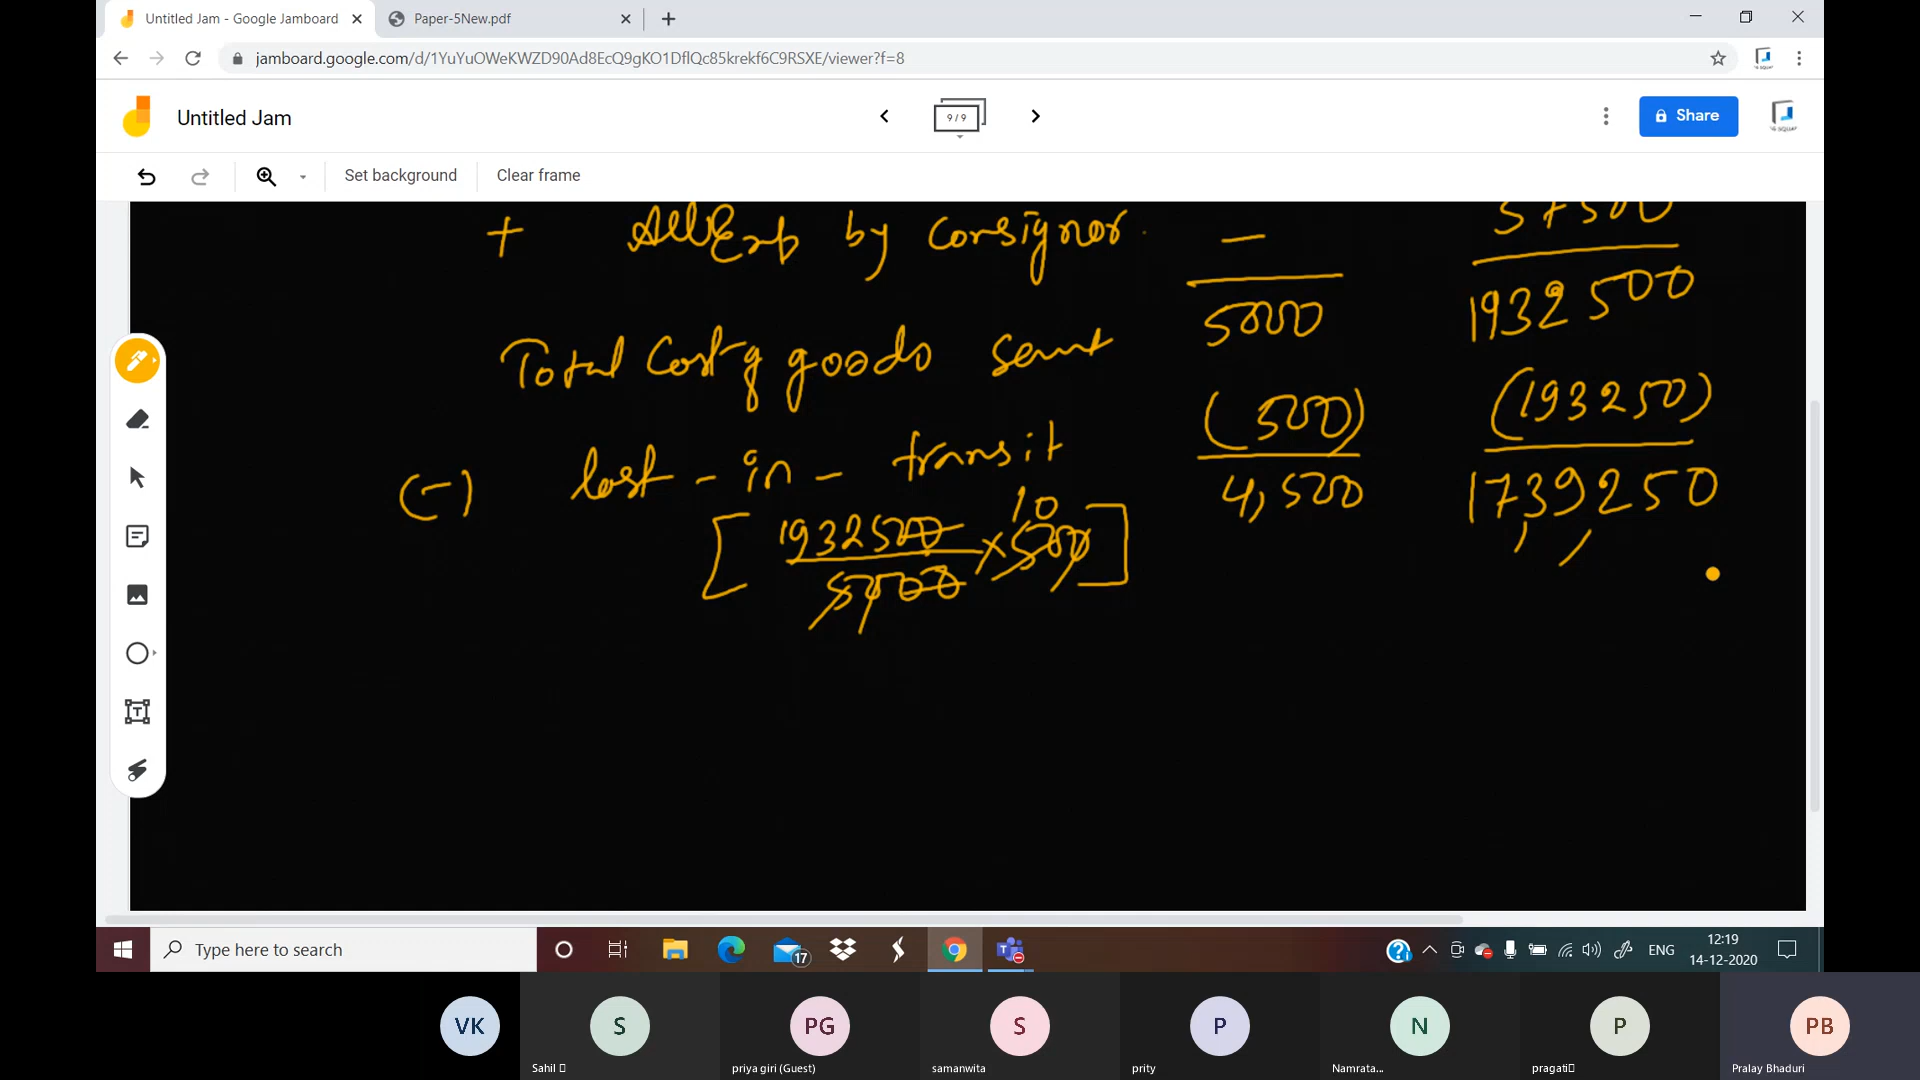 Untitled Jam - Google Jamboard
Paper-5New.pdf
jamboard.google.com/d/1YuYuOWeKWZD90Ad8EcQ9gKO1DflQc85krekf6C9RSXE/viewer?f=8
Untitled Jam
9 / 9
Share
Set background
Clear frame
57500
+ All Exp by Consignor. —
5000 1932500
Total Cost of goods sent
(500) (193250)
(-) lost - in - transit
4,500 1739250
[1932500 × 500]
10
5000
Type here to search
17
ENG
12:19
14-12-2020
VK
S
PG
S
P
N
P
PB
Sahil
priya giri (Guest)
samanwita
prity
Namrata...
pragati
Pralay Bhaduri